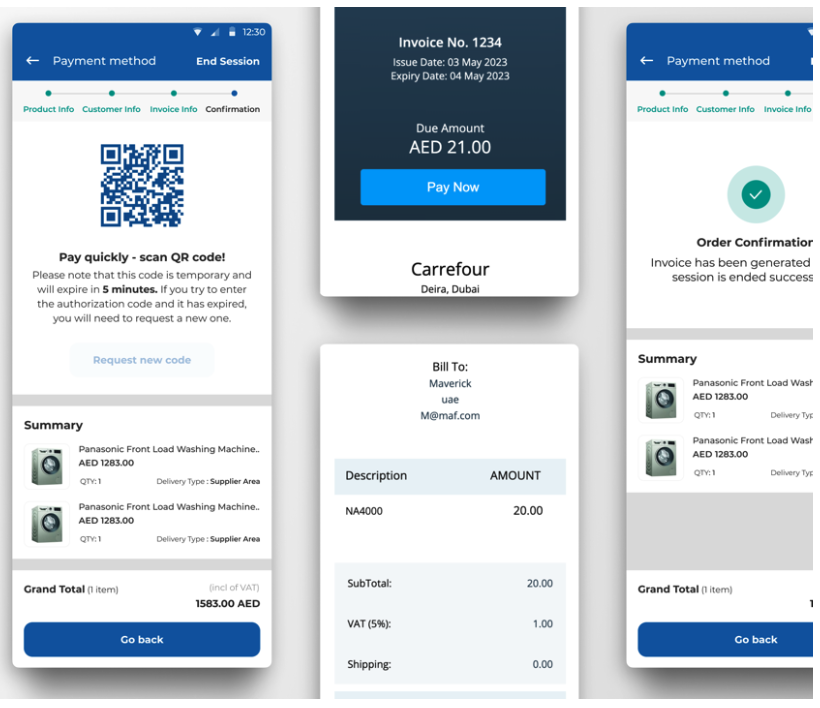 12:30
Payment method
End Session
Product Info
Customer Info
Invoice Info
Confirmation
Pay quickly - scan QR code!
Please note that this code is temporary and
will expire in 5 minutes. If you try to enter
the authorization code and it has expired,
you will need to request a new one.
Request new code
Summary
Panasonic Front Load Washing Machine..
AED 1283.00
QTY: 1
Delivery Type : Supplier Area
Panasonic Front Load Washing Machine..
AED 1283.00
QTY: 1
Delivery Type : Supplier Area
Grand Total (1 item)
(incl of VAT)
1583.00 AED
Go back
Invoice No. 1234
Issue Date: 03 May 2023
Expiry Date: 04 May 2023
Due Amount
AED 21.00
Pay Now
Carrefour
Deira, Dubai
Bill To:
Maverick
uae
M@maf.com
Description
AMOUNT
NA4000
20.00
SubTotal:
20.00
VAT (5%):
1.00
Shipping:
0.00
Payment method
Product Info
Customer Info
Invoice Info
Order Confirmation
Invoice has been generated
session is ended success
Summary
Panasonic Front Load Wash
AED 1283.00
QTY: 1
Delivery Typ
Panasonic Front Load Wash
AED 1283.00
QTY: 1
Delivery Typ
Grand Total (1 item)
Go back